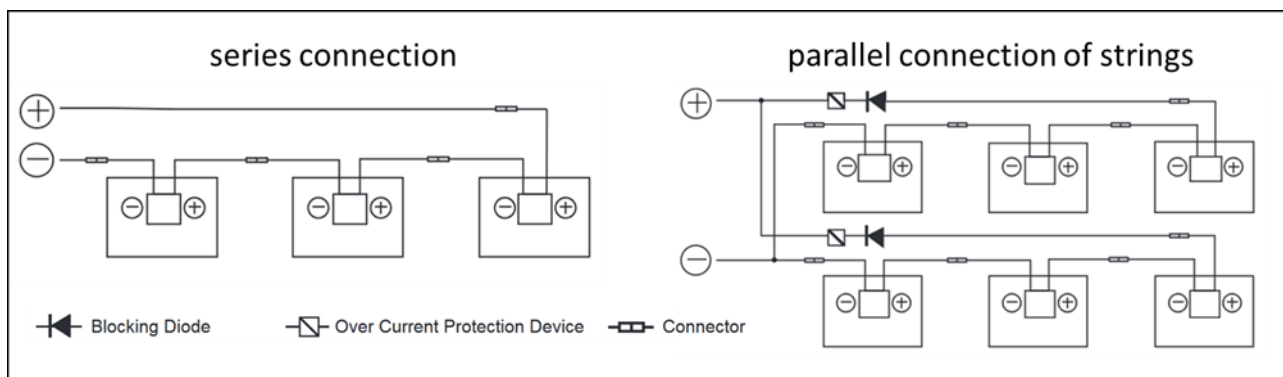 series connection
parallel connection of strings
+
−
− + − + − +
+
− + − + − +
−
− + − + − +
Blocking Diode
Over Current Protection Device
Connector